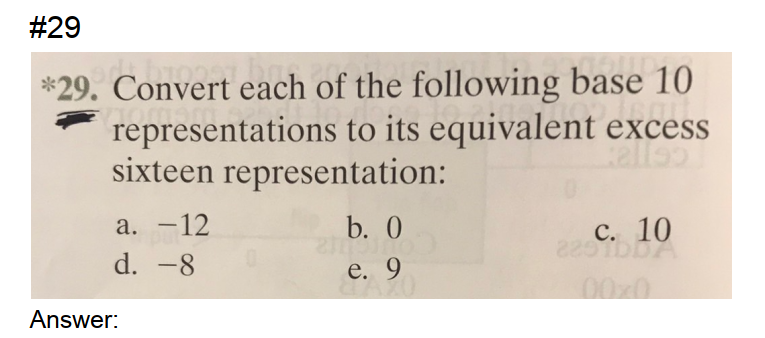 #29
*29. Convert each of the following base 10
representations to its equivalent excess
sixteen representation:
a. −12 b. 0 c. 10
d. −8 e. 9
Answer: